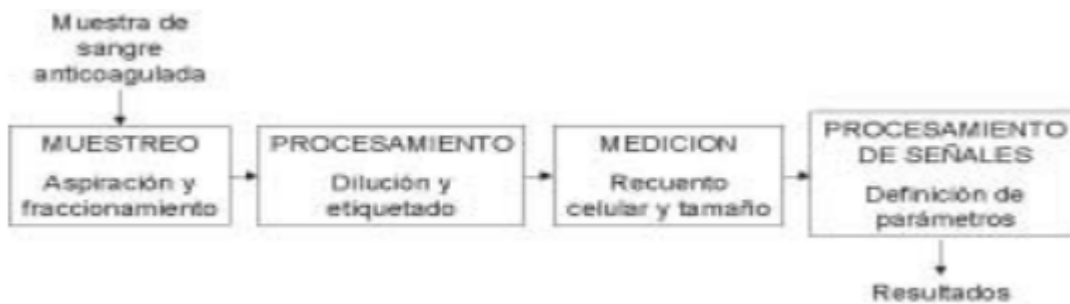 Muestra de
sangre
anticoagulada
MUESTREO
Aspiración y
fraccionamiento
PROCESAMIENTO
Dilución y
etiquetado
MEDICION
Recuento
celular y tamaño
PROCESAMIENTO
DE SEÑALES
Definición de
parámetros
Resultados